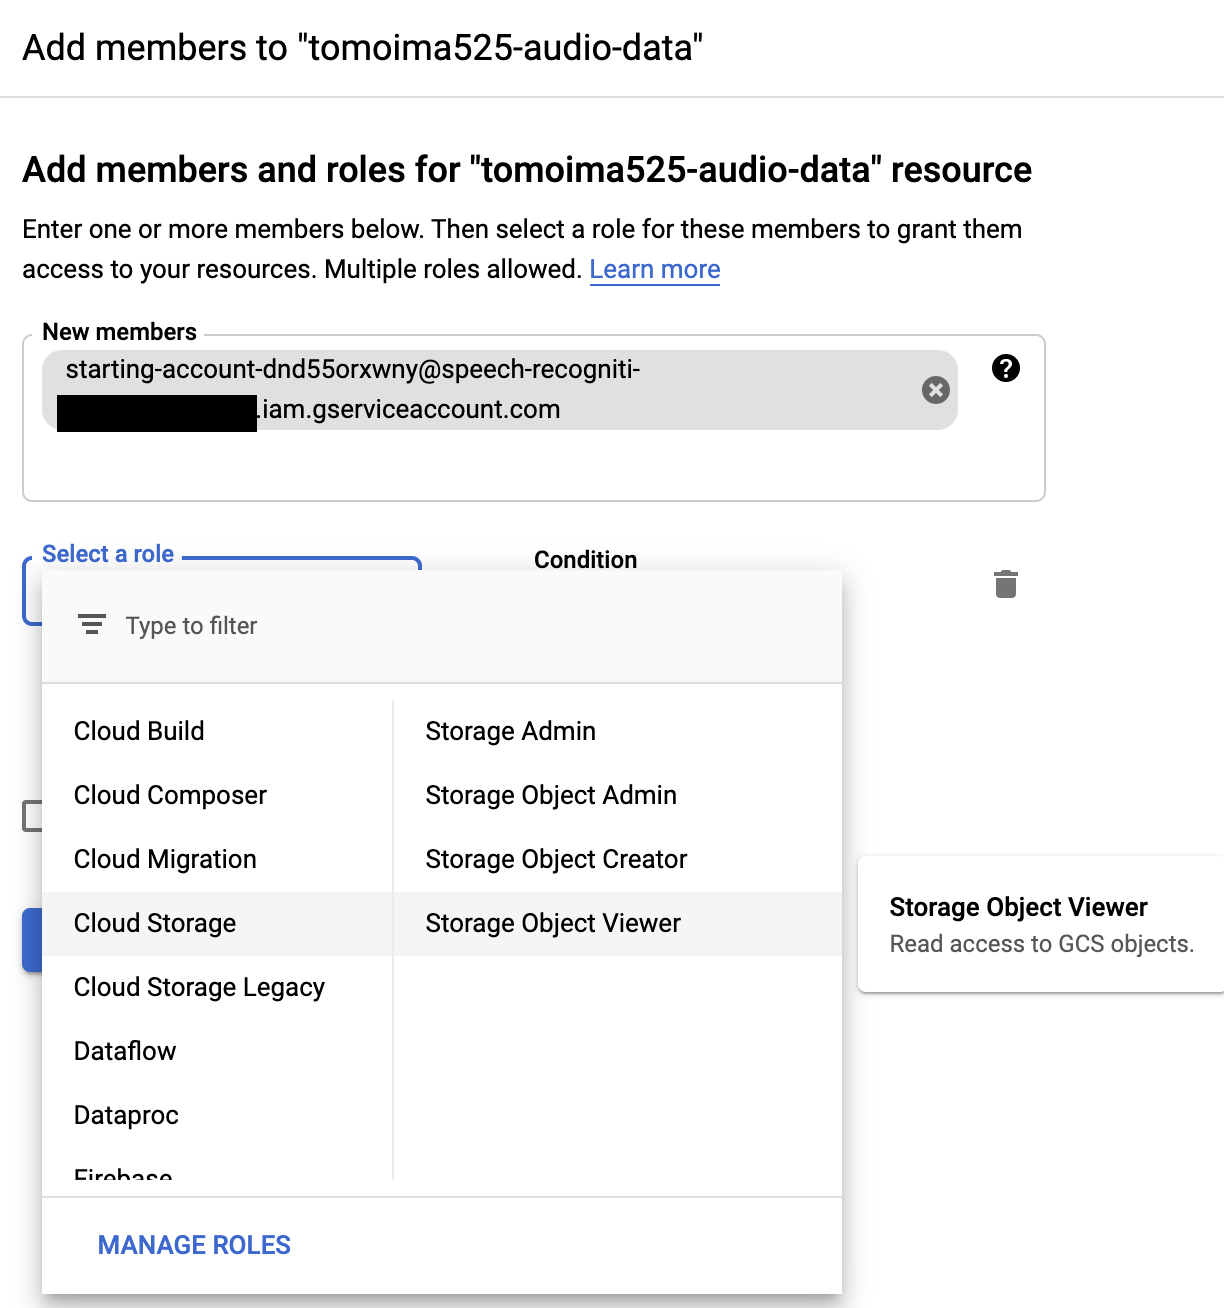 Add members to "tomoima525-audio-data"
Add members and roles for "tomoima525-audio-data" resource
Enter one or more members below. Then select a role for these members to grant them
access to your resources. Multiple roles allowed. Learn more
New members
starting-account-dnd55orxwny@speech-recogniti-
.iam.gserviceaccount.com
Select a role
Condition
Type to filter
Cloud Build
Cloud Composer
Cloud Migration
Cloud Storage
Cloud Storage Legacy
Dataflow
Dataproc
Firebase
Storage Admin
Storage Object Admin
Storage Object Creator
Storage Object Viewer
Storage Object Viewer
Read access to GCS objects.
MANAGE ROLES